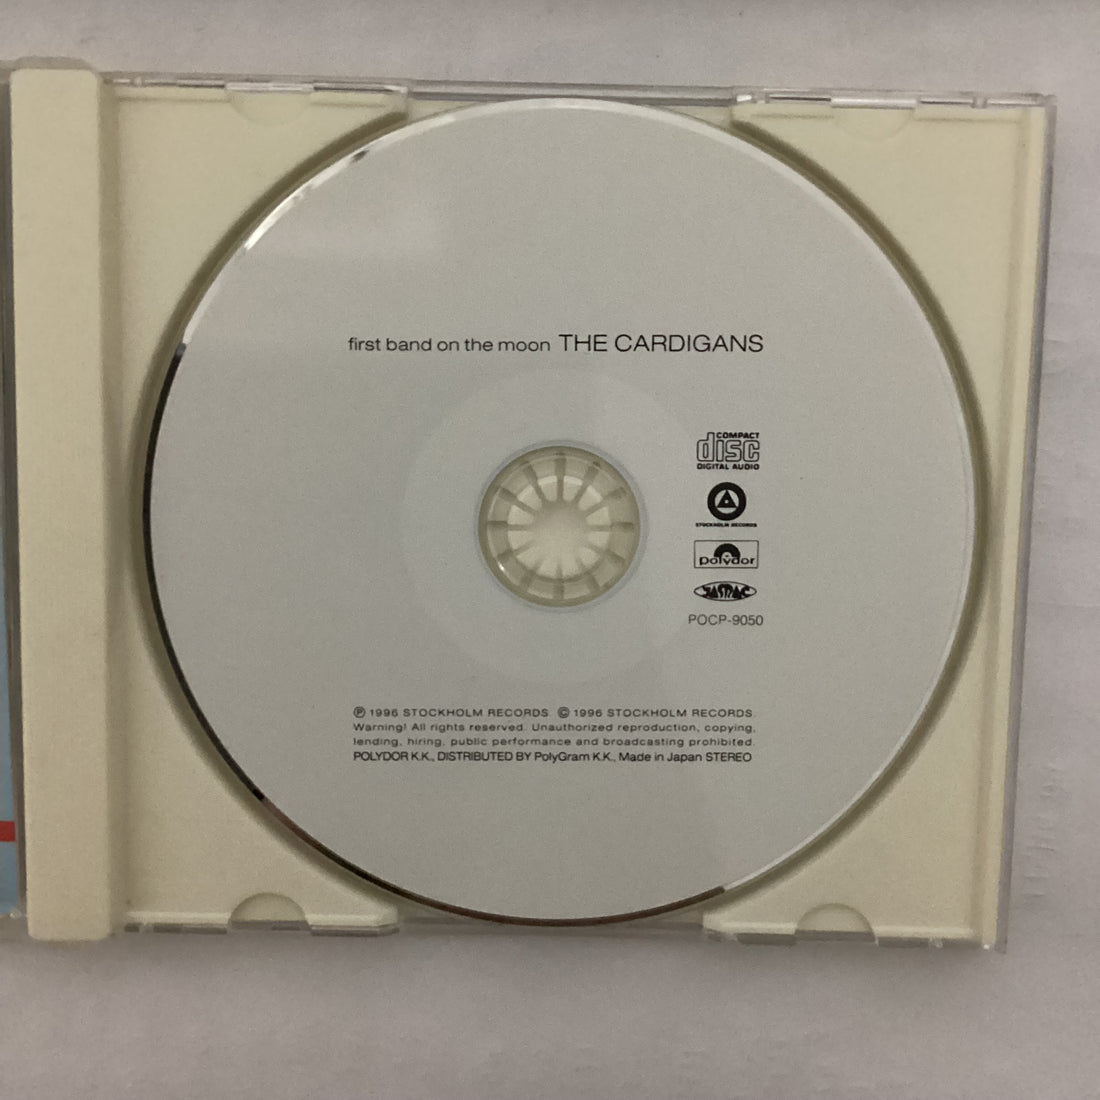 first band on the moon THE CARDIGANS
COMPACT
disc
DIGITAL AUDIO
STOCKHOLM RECORDS
polydor
JASRAC
POCP-9050
Ⓟ 1996 STOCKHOLM RECORDS © 1996 STOCKHOLM RECORDS.
Warning! All rights reserved. Unauthorized reproduction, copying,
lending, hiring, public performance and broadcasting prohibited.
POLYDOR K.K., DISTRIBUTED BY PolyGram K.K., Made in Japan STEREO